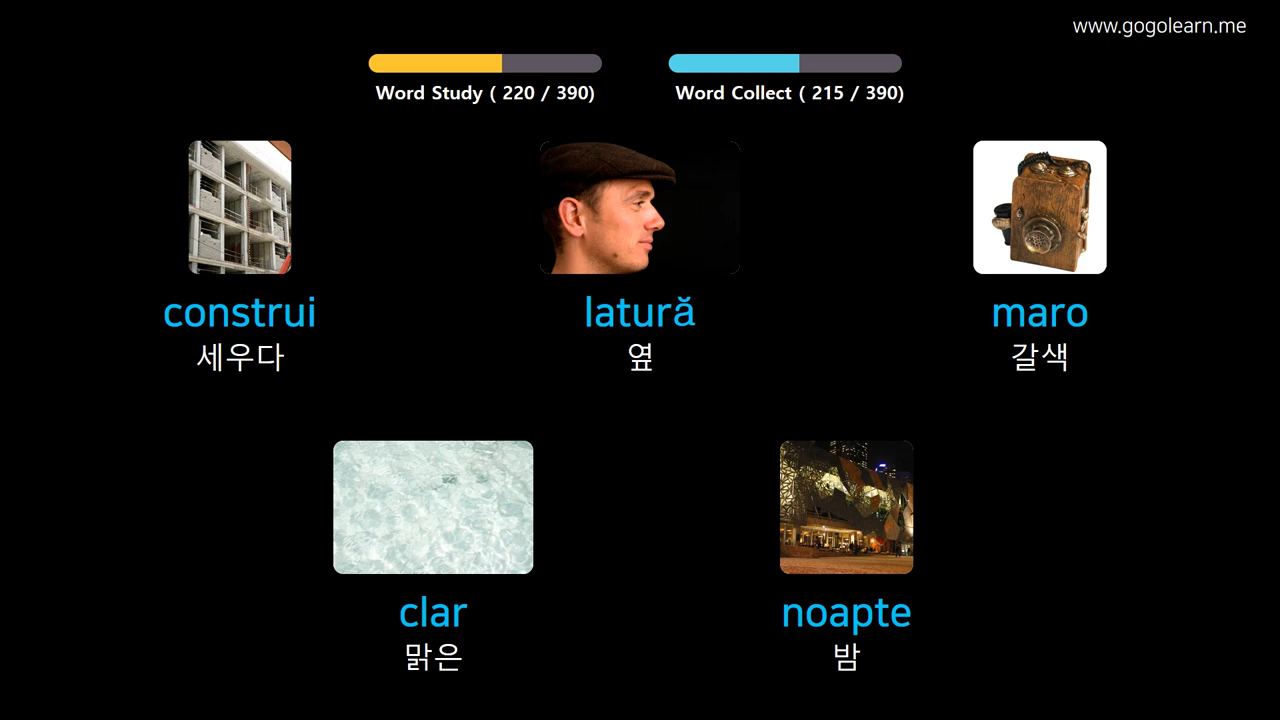 www.gogolearn.me
Word Study ( 220 / 390)
Word Collect ( 215 / 390)
construi
latură
maro
세우다
옆
갈색
clar
noapte
맑은
밤